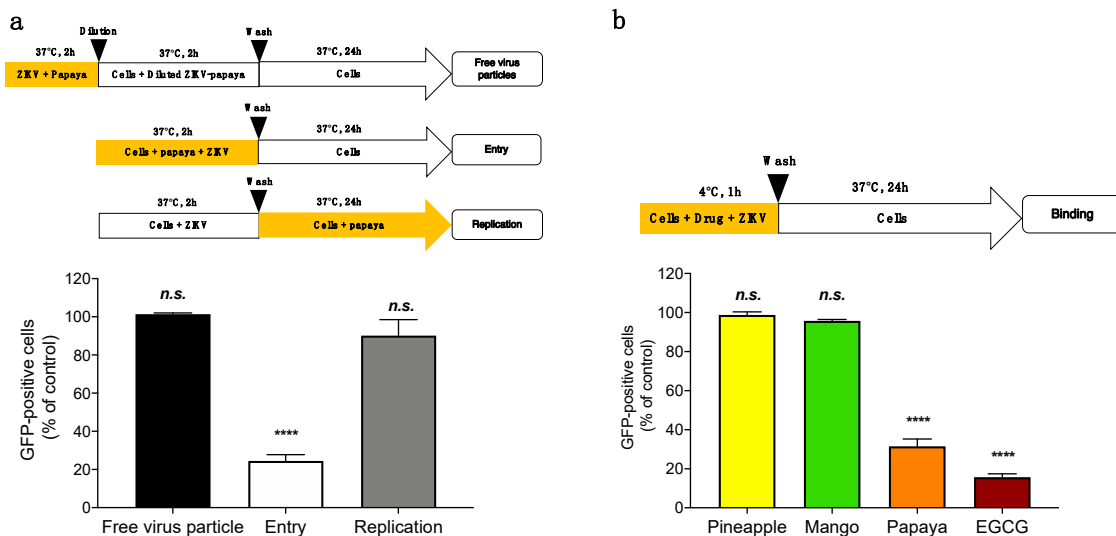 a
Dilution
Wash
37°C, 2h
37°C, 2h
37°C, 24h
ZIKV + Papaya
Cells + Diluted ZIKV-papaya
Cells
Free virus
particles
Wash
37°C, 2h
37°C, 24h
Cells + papaya + ZIKV
Cells
Entry
Wash
37°C, 2h
37°C, 24h
Cells + ZIKV
Cells + papaya
Replication
GFP-positive cells
(% of control)
120
100
80
60
40
20
0
n.s.
****
n.s.
Free virus particle
Entry
Replication
b
Wash
4°C, 1h
37°C, 24h
Cells + Drug + ZIKV
Cells
Binding
GFP-positive cells
(% of control)
120
100
80
60
40
20
0
n.s.
n.s.
****
****
Pineapple
Mango
Papaya
EGCG